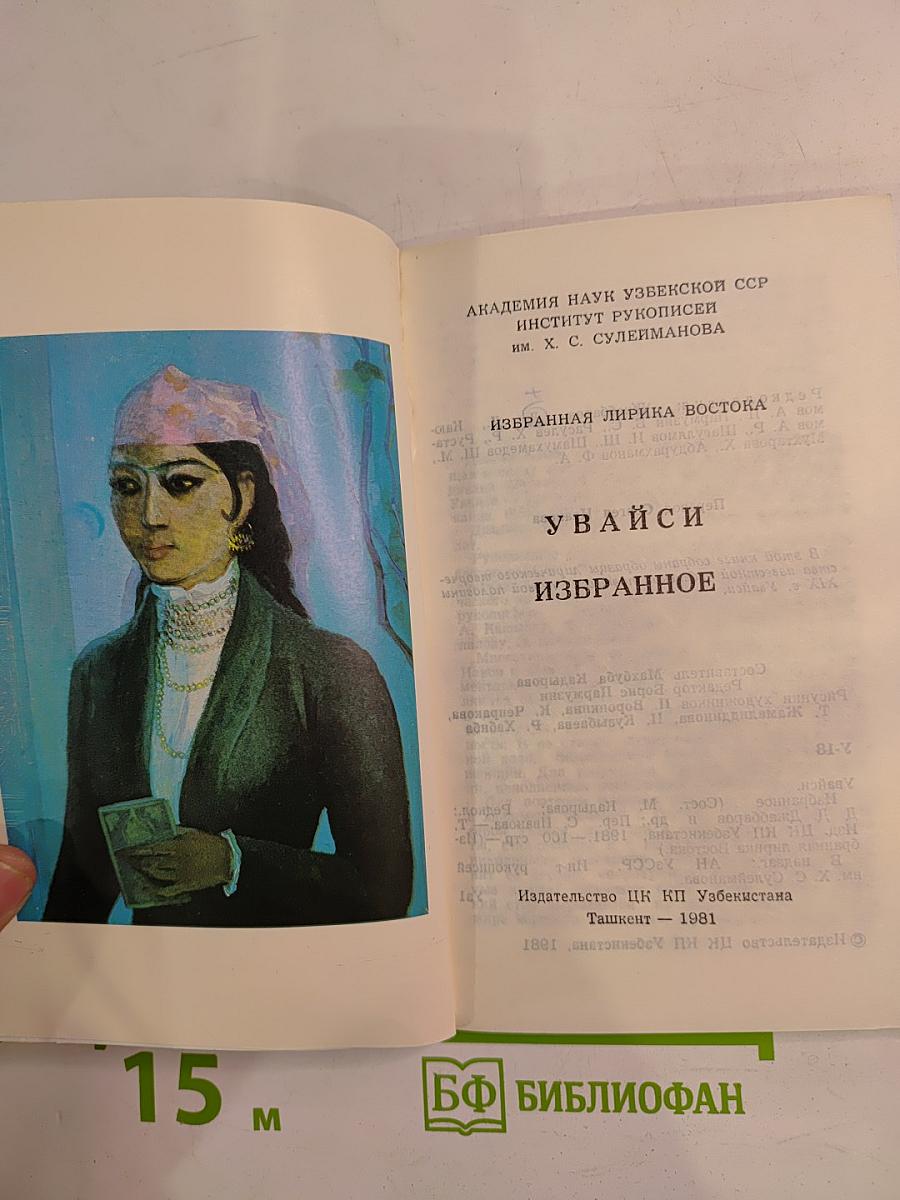 АКАДЕМИЯ НАУК УЗБЕКСКОЙ ССР
ИНСТИТУТ РУКОПИСЕЙ
им. Х. С. СУЛЕЙМАНОВА
ИЗБРАННАЯ ЛИРИКА ВОСТОКА
УВАЙСИ
ИЗБРАННОЕ
Издательство ЦК КП Узбекистана
Ташкент — 1981
15 м
БФ БИБЛИОФАН